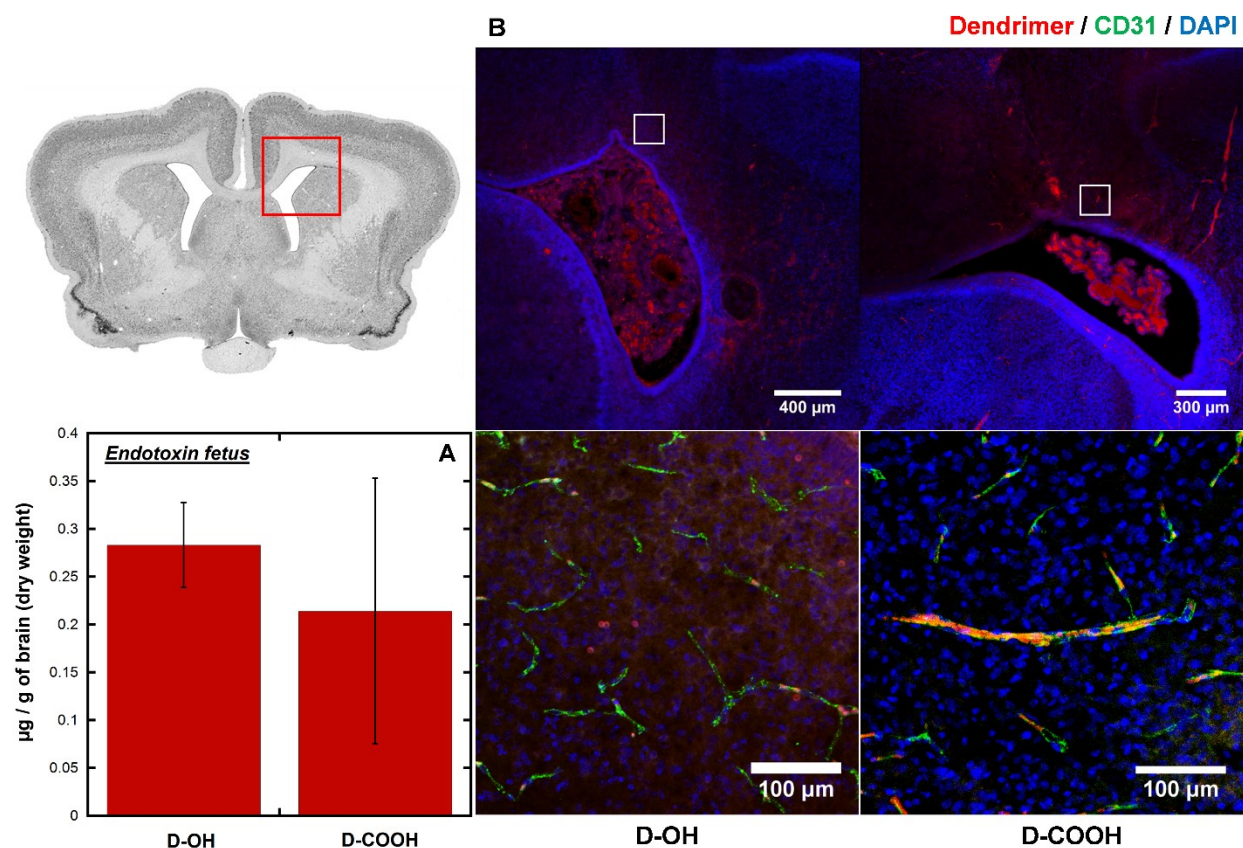 B
Dendrimer / CD31 / DAPI
400 µm
300 µm
0.4
0.35
0.3
0.25
0.2
0.15
0.1
0.05
0
µg / g of brain (dry weight)
Endotoxin fetus
A
D-OH
D-COOH
100 µm
100 µm
D-OH
D-COOH